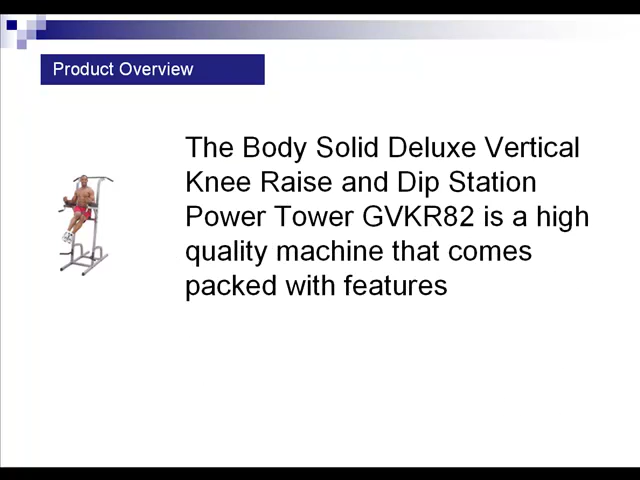 Product Overview
The Body Solid Deluxe Vertical
Knee Raise and Dip Station
Power Tower GVKR82 is a high
quality machine that comes
packed with features